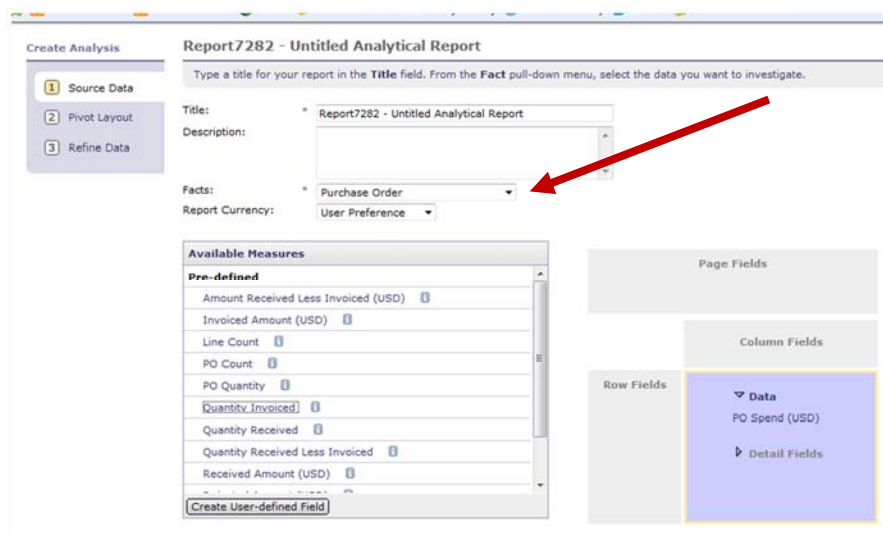 Create Analysis
1 Source Data
2 Pivot Layout
3 Refine Data
Report7282 - Untitled Analytical Report
Type a title for your report in the Title field. From the Fact pull-down menu, select the data you want to investigate.
Title: * Report7282 - Untitled Analytical Report
Description:
Facts: * Purchase Order
Report Currency: User Preference
Available Measures
Pre-defined
Amount Received Less Invoiced (USD)
Invoiced Amount (USD)
Line Count
PO Count
PO Quantity
Quantity Invoiced
Quantity Received
Quantity Received Less Invoiced
Received Amount (USD)
Create User-defined Field
Page Fields
Column Fields
Row Fields
Data
PO Spend (USD)
Detail Fields